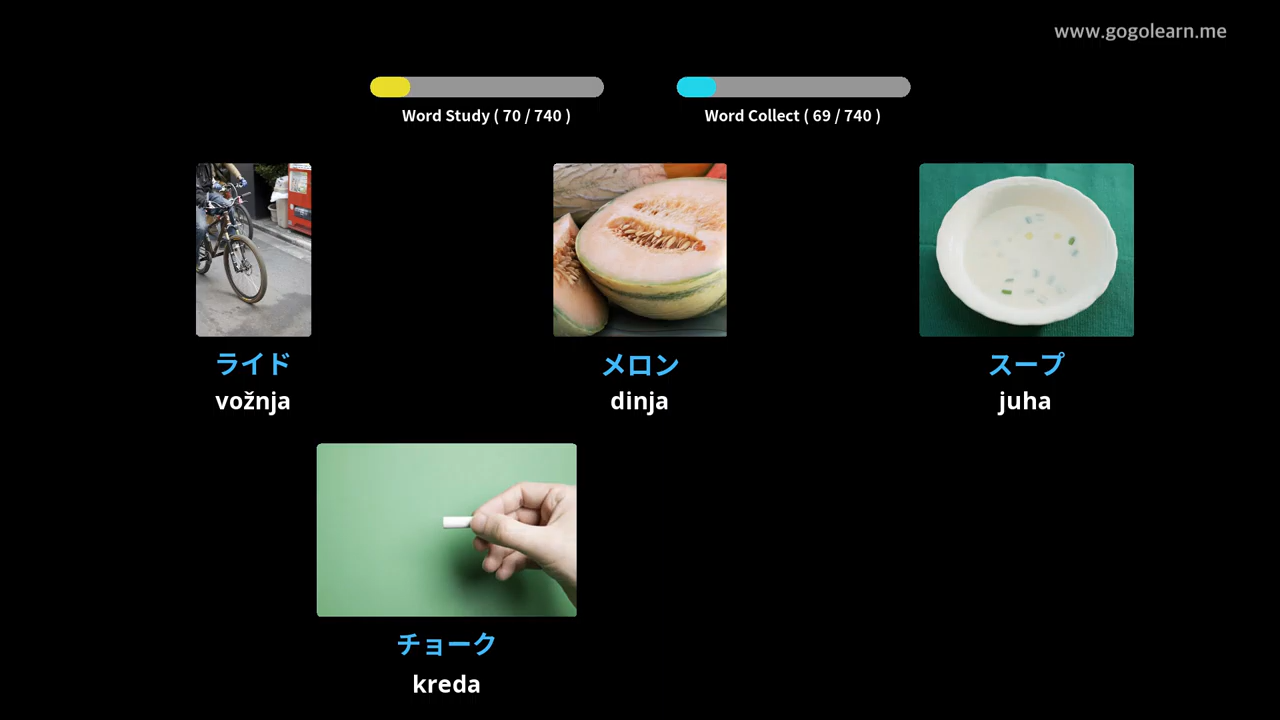 www.gogolearn.me
Word Study ( 70 / 740 )
Word Collect ( 69 / 740 )
ライド
vožnja
メロン
dinja
スープ
juha
チョーク
kreda